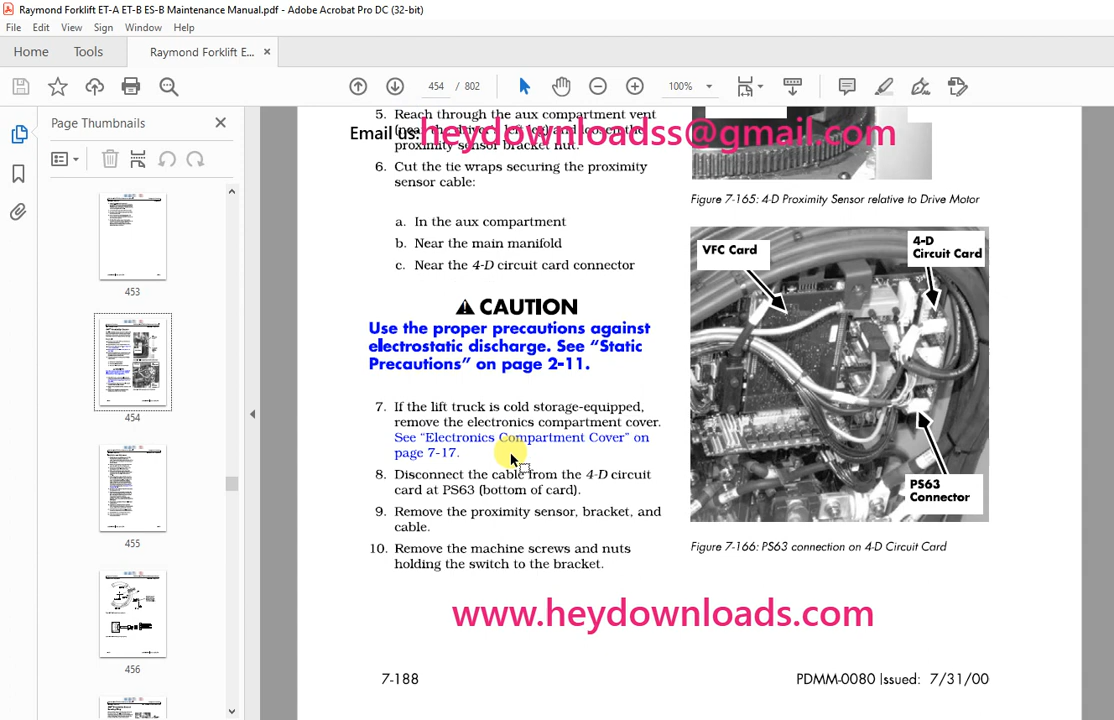 Raymond Forklift ET-A ET-B ES-B Maintenance Manual.pdf - Adobe Acrobat Pro DC (32-bit)
File Edit View Sign Window Help
Home Tools Raymond Forklift E... ×
454 / 802 100%
Page Thumbnails
453
454
455
456
5. Reach through the aux compartment vent
Email us: heydownloadss@gmail.com
proximity sensor bracket nut.
6. Cut the tie wraps securing the proximity
sensor cable:
a. In the aux compartment
b. Near the main manifold
c. Near the 4-D circuit card connector
CAUTION
Use the proper precautions against
electrostatic discharge. See “Static
Precautions” on page 2-11.
7. If the lift truck is cold storage-equipped,
remove the electronics compartment cover.
See “Electronics Compartment Cover” on
page 7-17.
8. Disconnect the cable from the 4-D circuit
card at PS63 (bottom of card).
9. Remove the proximity sensor, bracket, and
cable.
10. Remove the machine screws and nuts
holding the switch to the bracket.
Figure 7-165: 4-D Proximity Sensor relative to Drive Motor
VFC Card
4-D
Circuit Card
PS63
Connector
Figure 7-166: PS63 connection on 4-D Circuit Card
www.heydownloads.com
7-188
PDMM-0080 Issued: 7/31/00